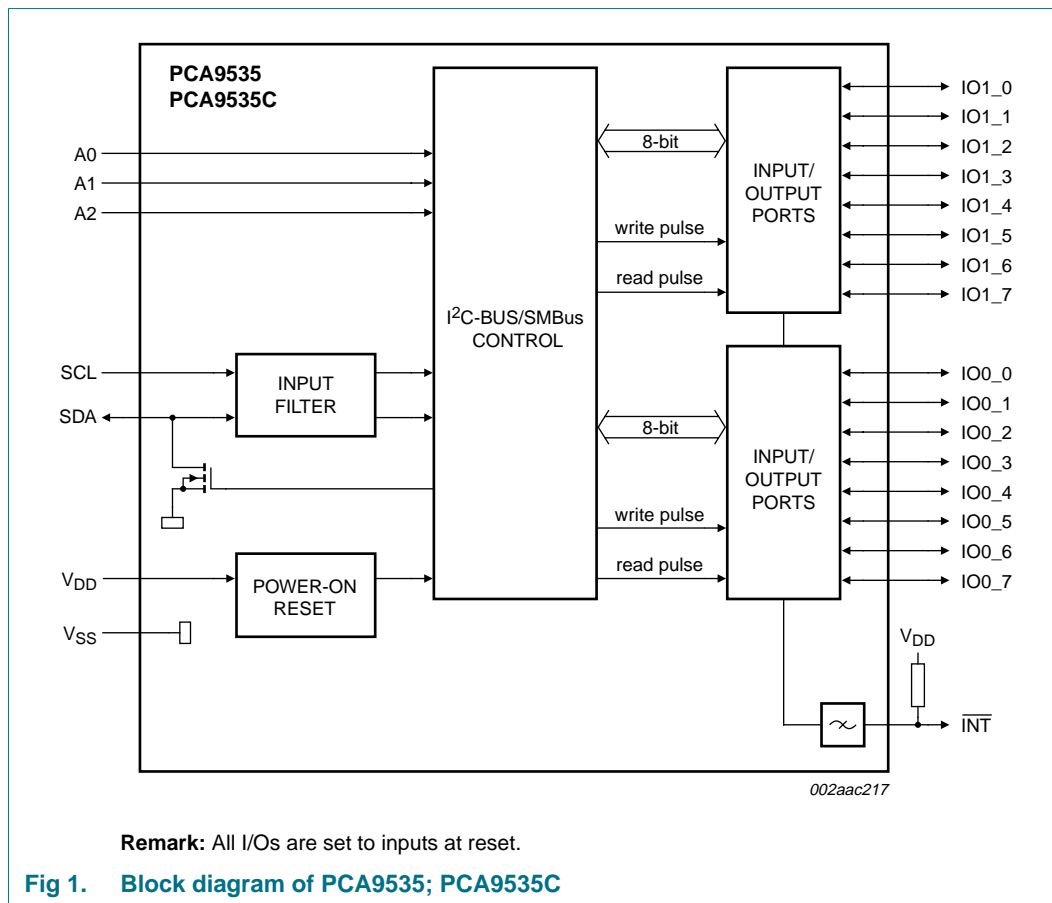 PCA9535
PCA9535C
A0
A1
A2
SCL
SDA
VDD
VSS
INPUT
FILTER
POWER-ON
RESET
I2C-BUS/SMBus
CONTROL
8-bit
write pulse
read pulse
8-bit
write pulse
read pulse
INPUT/
OUTPUT
PORTS
INPUT/
OUTPUT
PORTS
IO1_0
IO1_1
IO1_2
IO1_3
IO1_4
IO1_5
IO1_6
IO1_7
IO0_0
IO0_1
IO0_2
IO0_3
IO0_4
IO0_5
IO0_6
IO0_7
VDD
INT
002aac217
Remark: All I/Os are set to inputs at reset.
Fig 1. Block diagram of PCA9535; PCA9535C